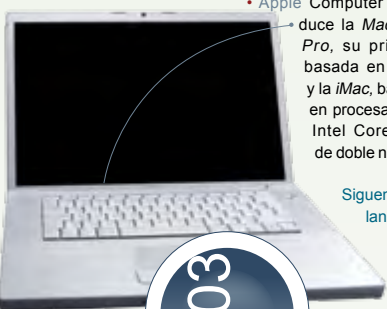 • Apple Computer
duce la Mac
Pro, su pri
basada en
y la iMac, ba
en procesa
Intel Core
de doble n
Siguen
lan
03